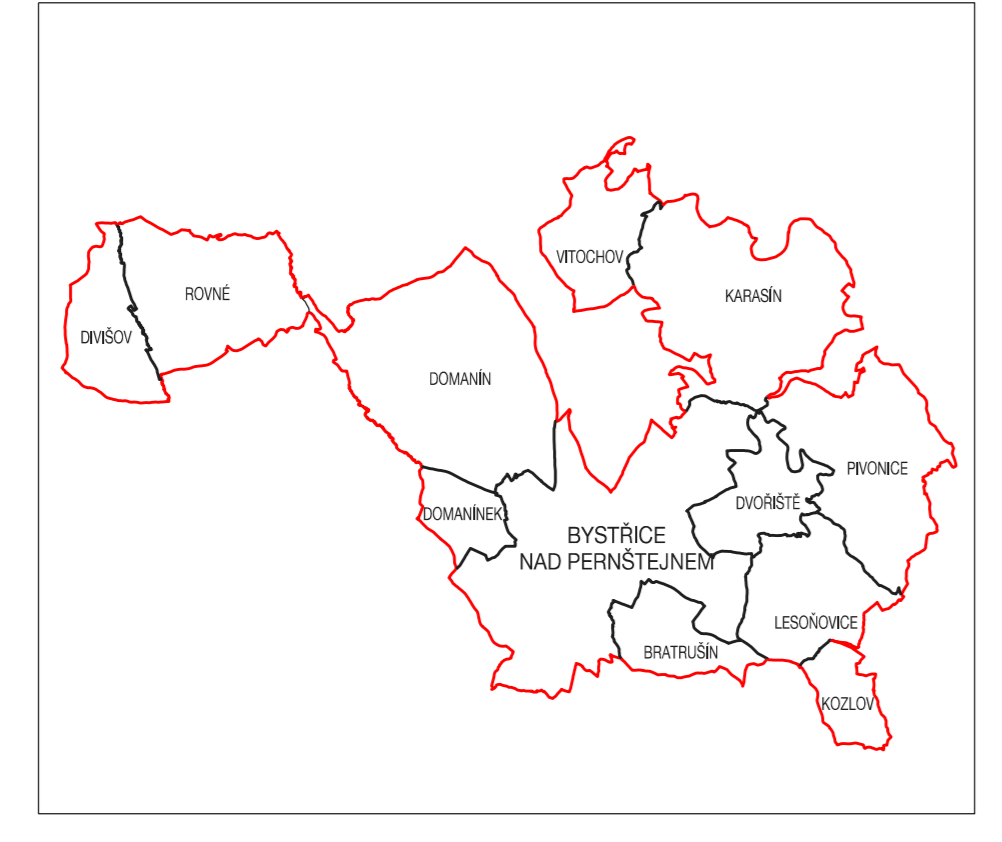 VITOCHOV
ROVNÉ
KARASÍN
DIVIŠOV
DOMANÍN
PIVONICE
DVOŘIŠTĚ
DOMANÍNEK
BYSTŘICE
NAD PERNŠTEJNEM
LESOŇOVICE
BRATRUŠÍN
KOZLOV